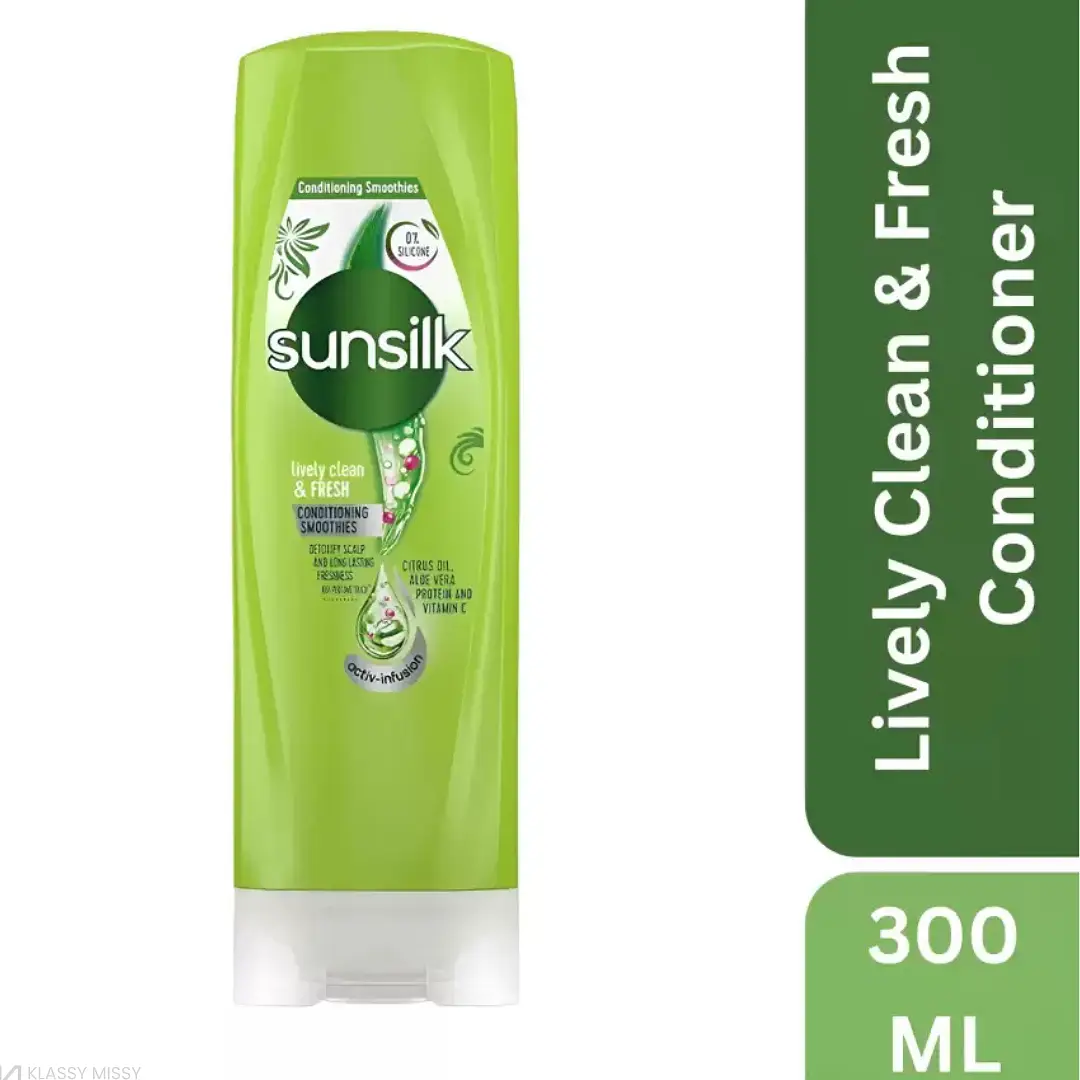 Conditioning Smoothies
0%
SILICONE
sunsilk
lively clean
& FRESH
CONDITIONING
SMOOTHIES
DETOXIFY SCALP
AND LONG LASTING
FRESHNESS
CITRUS OIL,
ALOE VERA
PROTEIN AND
VITAMIN C
activ-infusion
Lively Clean & Fresh
Conditioner
300
ML
KLASSY MISSY